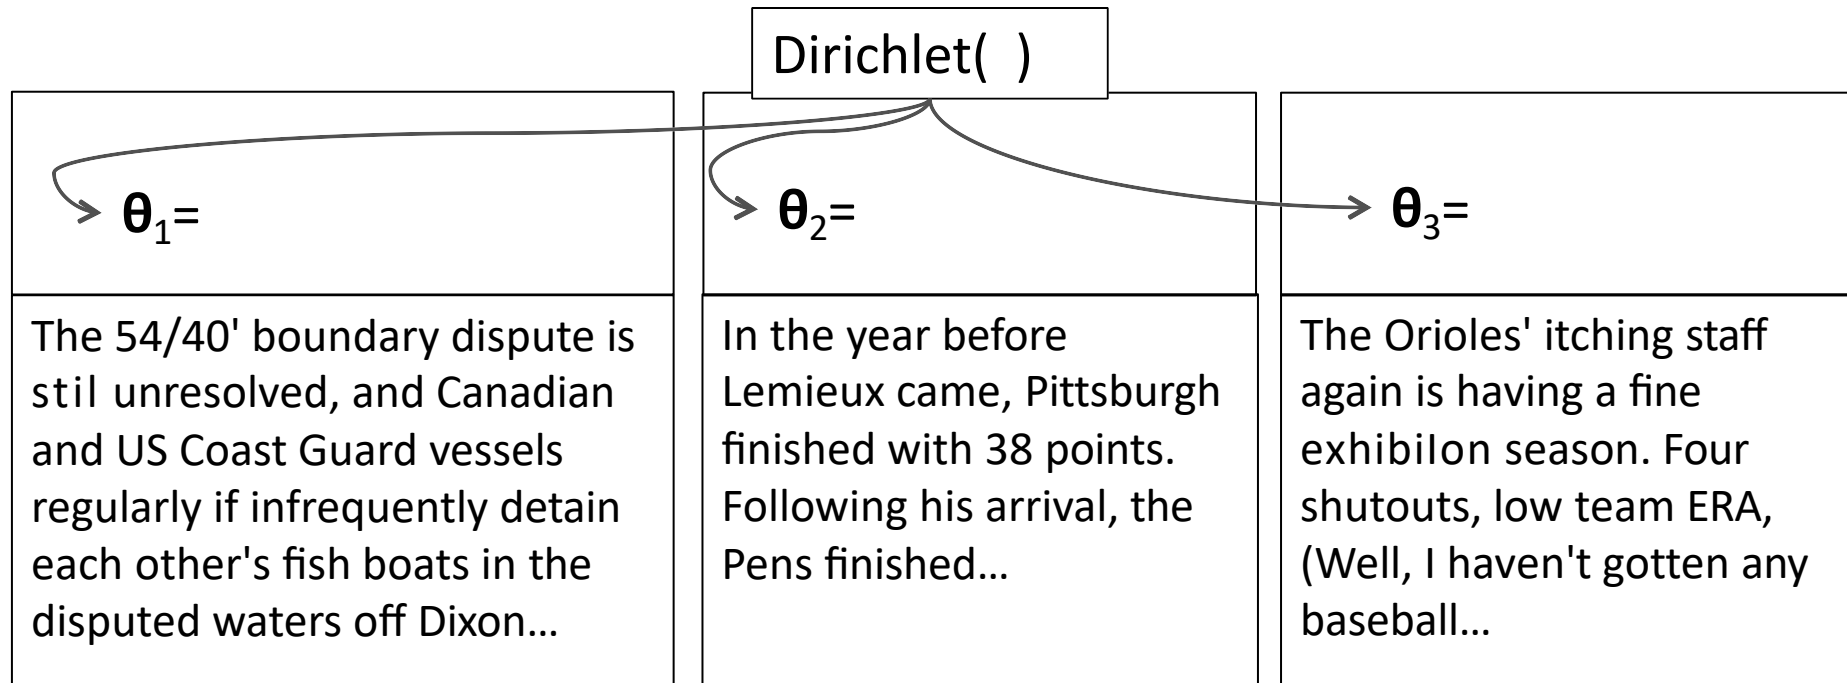 Dirichlet( )
θ1=
θ2=
θ3=
The 54/40' boundary dispute is
stil unresolved, and Canadian
and US Coast Guard vessels
regularly if infrequently detain
each other's fish boats in the
disputed waters off Dixon…
In the year before
Lemieux came, Pittsburgh
finished with 38 points.
Following his arrival, the
Pens finished…
The Orioles' itching staff
again is having a fine
exhibiIon season. Four
shutouts, low team ERA,
(Well, I haven't gotten any
baseball…